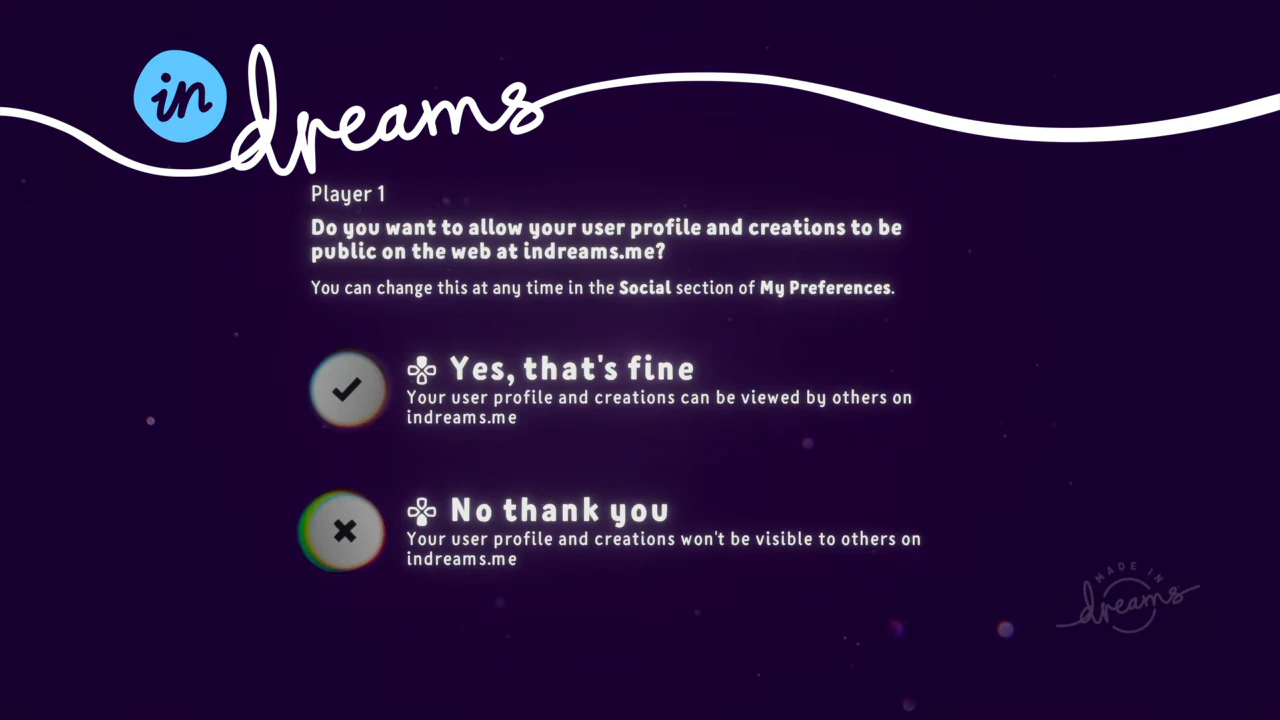 in dreams
Player 1
Do you want to allow your user profile and creations to be
public on the web at indreams.me?
You can change this at any time in the Social section of My Preferences.
Yes, that's fine
Your user profile and creations can be viewed by others on
indreams.me
No thank you
Your user profile and creations won't be visible to others on
indreams.me
MADE IN
dreams